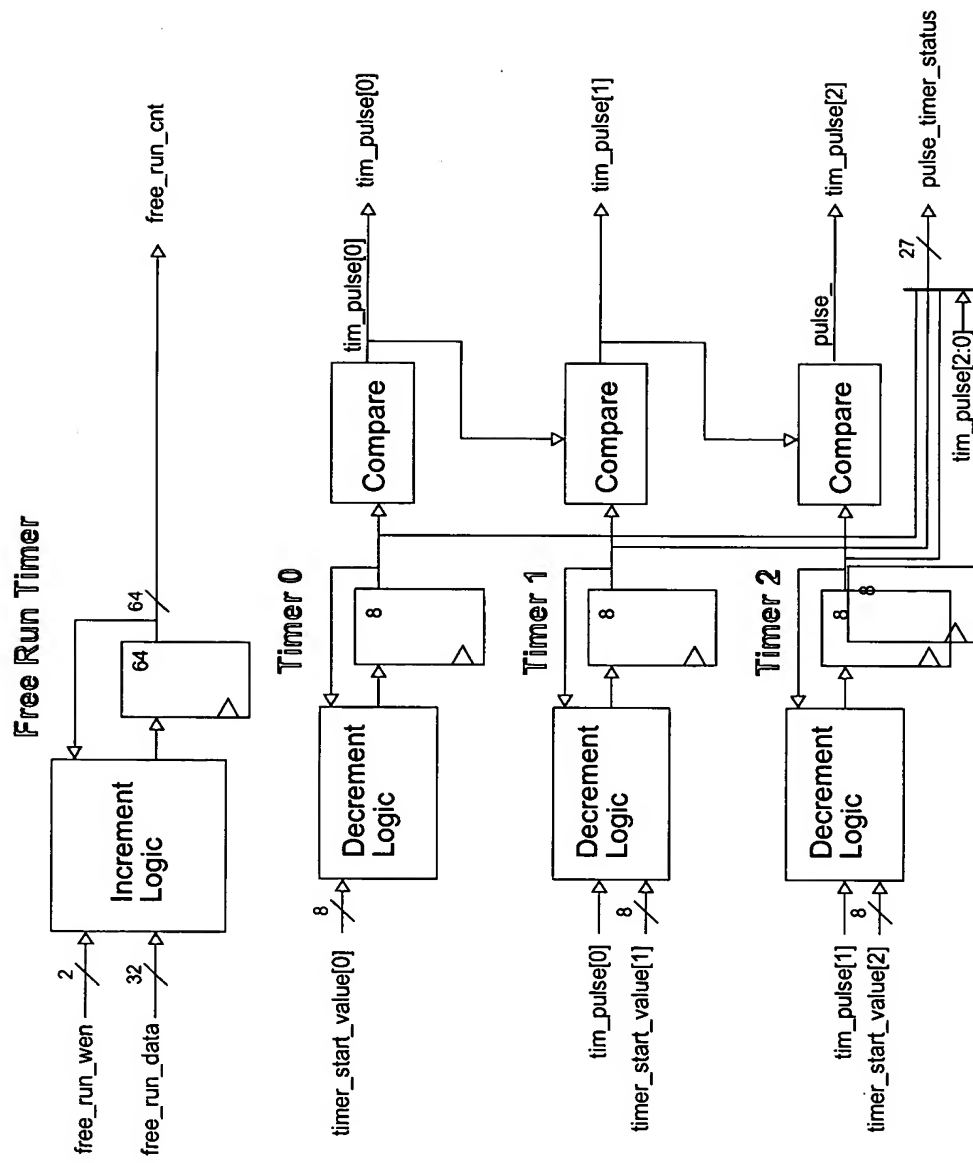 Free Run Timer
free_run_wen
2
free_run_data
32
Increment
Logic
64
64
free_run_cnt
Timer 0
timer_start_value[0]
8
Decrement
Logic
8
Compare
tim_pulse[0]
tim_pulse[0]
Timer 1
tim_pulse[0]
timer_start_value[1]
8
Decrement
Logic
8
Compare
tim_pulse[1]
Timer 2
tim_pulse[1]
timer_start_value[2]
8
Decrement
Logic
8
8
Compare
pulse_
tim_pulse[2]
tim_pulse[2:0]
27
pulse_timer_status